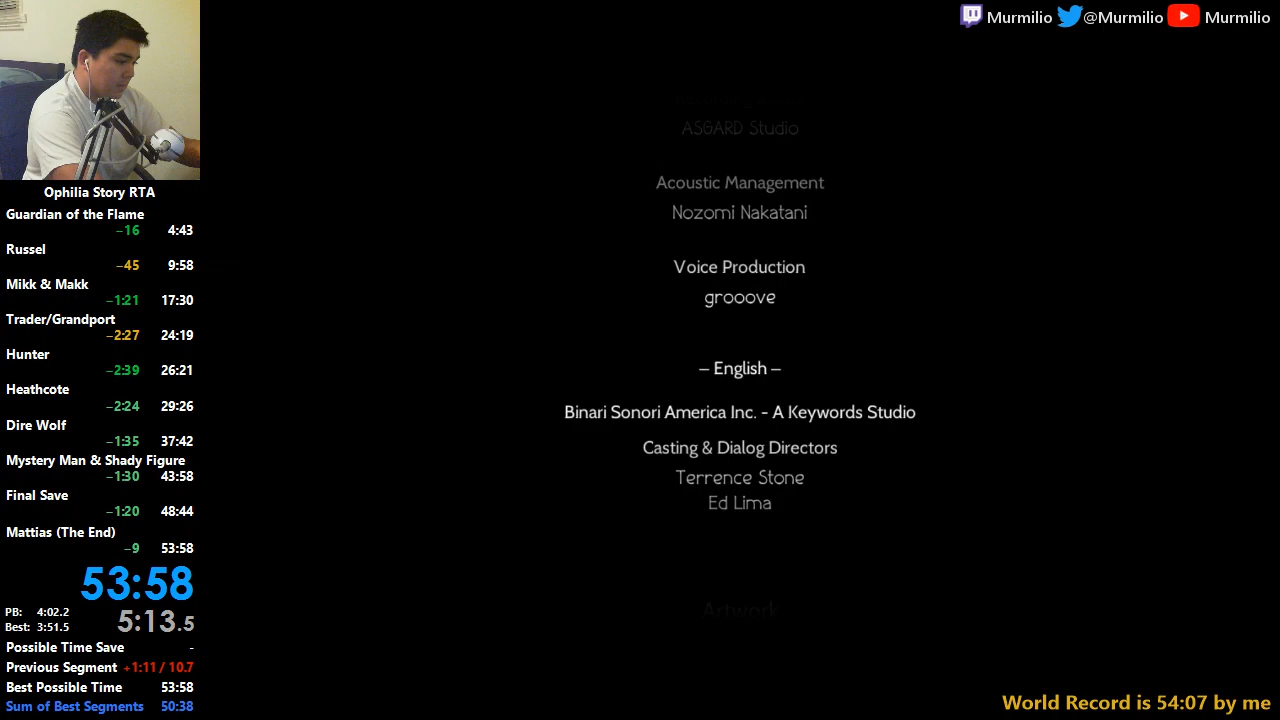 Murmilio @Murmilio Murmilio
Ophilia Story RTA
Guardian of the Flame
−16 4:43
Russel
−45 9:58
Mikk & Makk
−1:21 17:30
Trader/Grandport
−2:27 24:19
Hunter
−2:39 26:21
Heathcote
−2:24 29:26
Dire Wolf
−1:35 37:42
Mystery Man & Shady Figure
−1:30 43:58
Final Save
−1:20 48:44
Mattias (The End)
−9 53:58
53:58
PB: 4:02.2
Best: 3:51.5
5:13.5
Possible Time Save -
Previous Segment +1:11 / 10.7
Best Possible Time 53:58
Sum of Best Segments 50:38
ASGARD Studio
Acoustic Management
Nozomi Nakatani
Voice Production
grooove
– English –
Binari Sonori America Inc. - A Keywords Studio
Casting & Dialog Directors
Terrence Stone
Ed Lima
Artwork
World Record is 54:07 by me